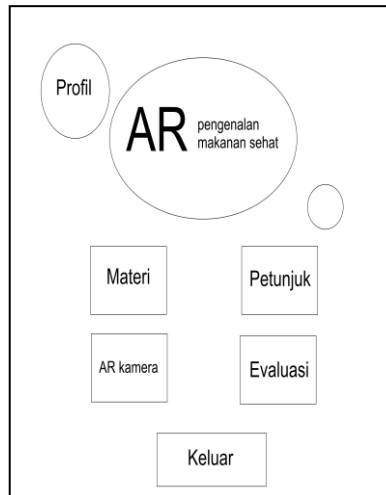 Profil
AR pengenalan
makanan sehat
Materi
Petunjuk
AR kamera
Evaluasi
Keluar